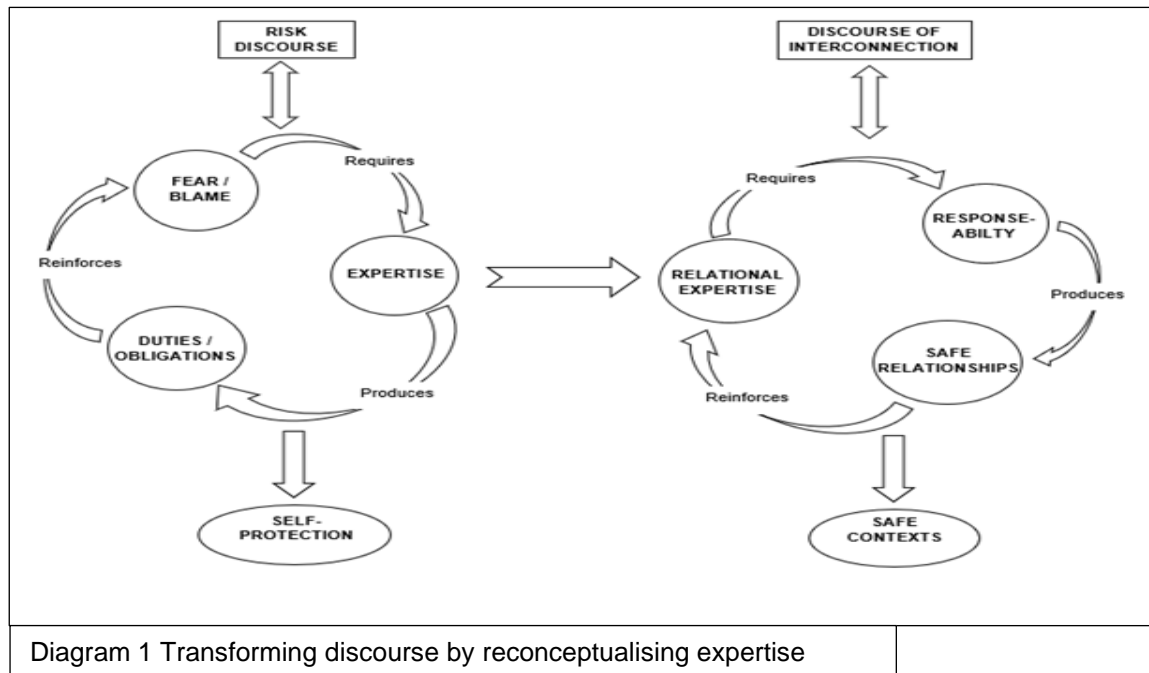 RISK
DISCOURSE
DISCOURSE OF
INTERCONNECTION
Requires
FEAR /
BLAME
Reinforces
EXPERTISE
DUTIES /
OBLIGATIONS
Produces
SELF-
PROTECTION
Requires
RESPONSE-
ABILTY
RELATIONAL
EXPERTISE
Produces
SAFE
RELATIONSHIPS
Reinforces
SAFE
CONTEXTS
Diagram 1 Transforming discourse by reconceptualising expertise